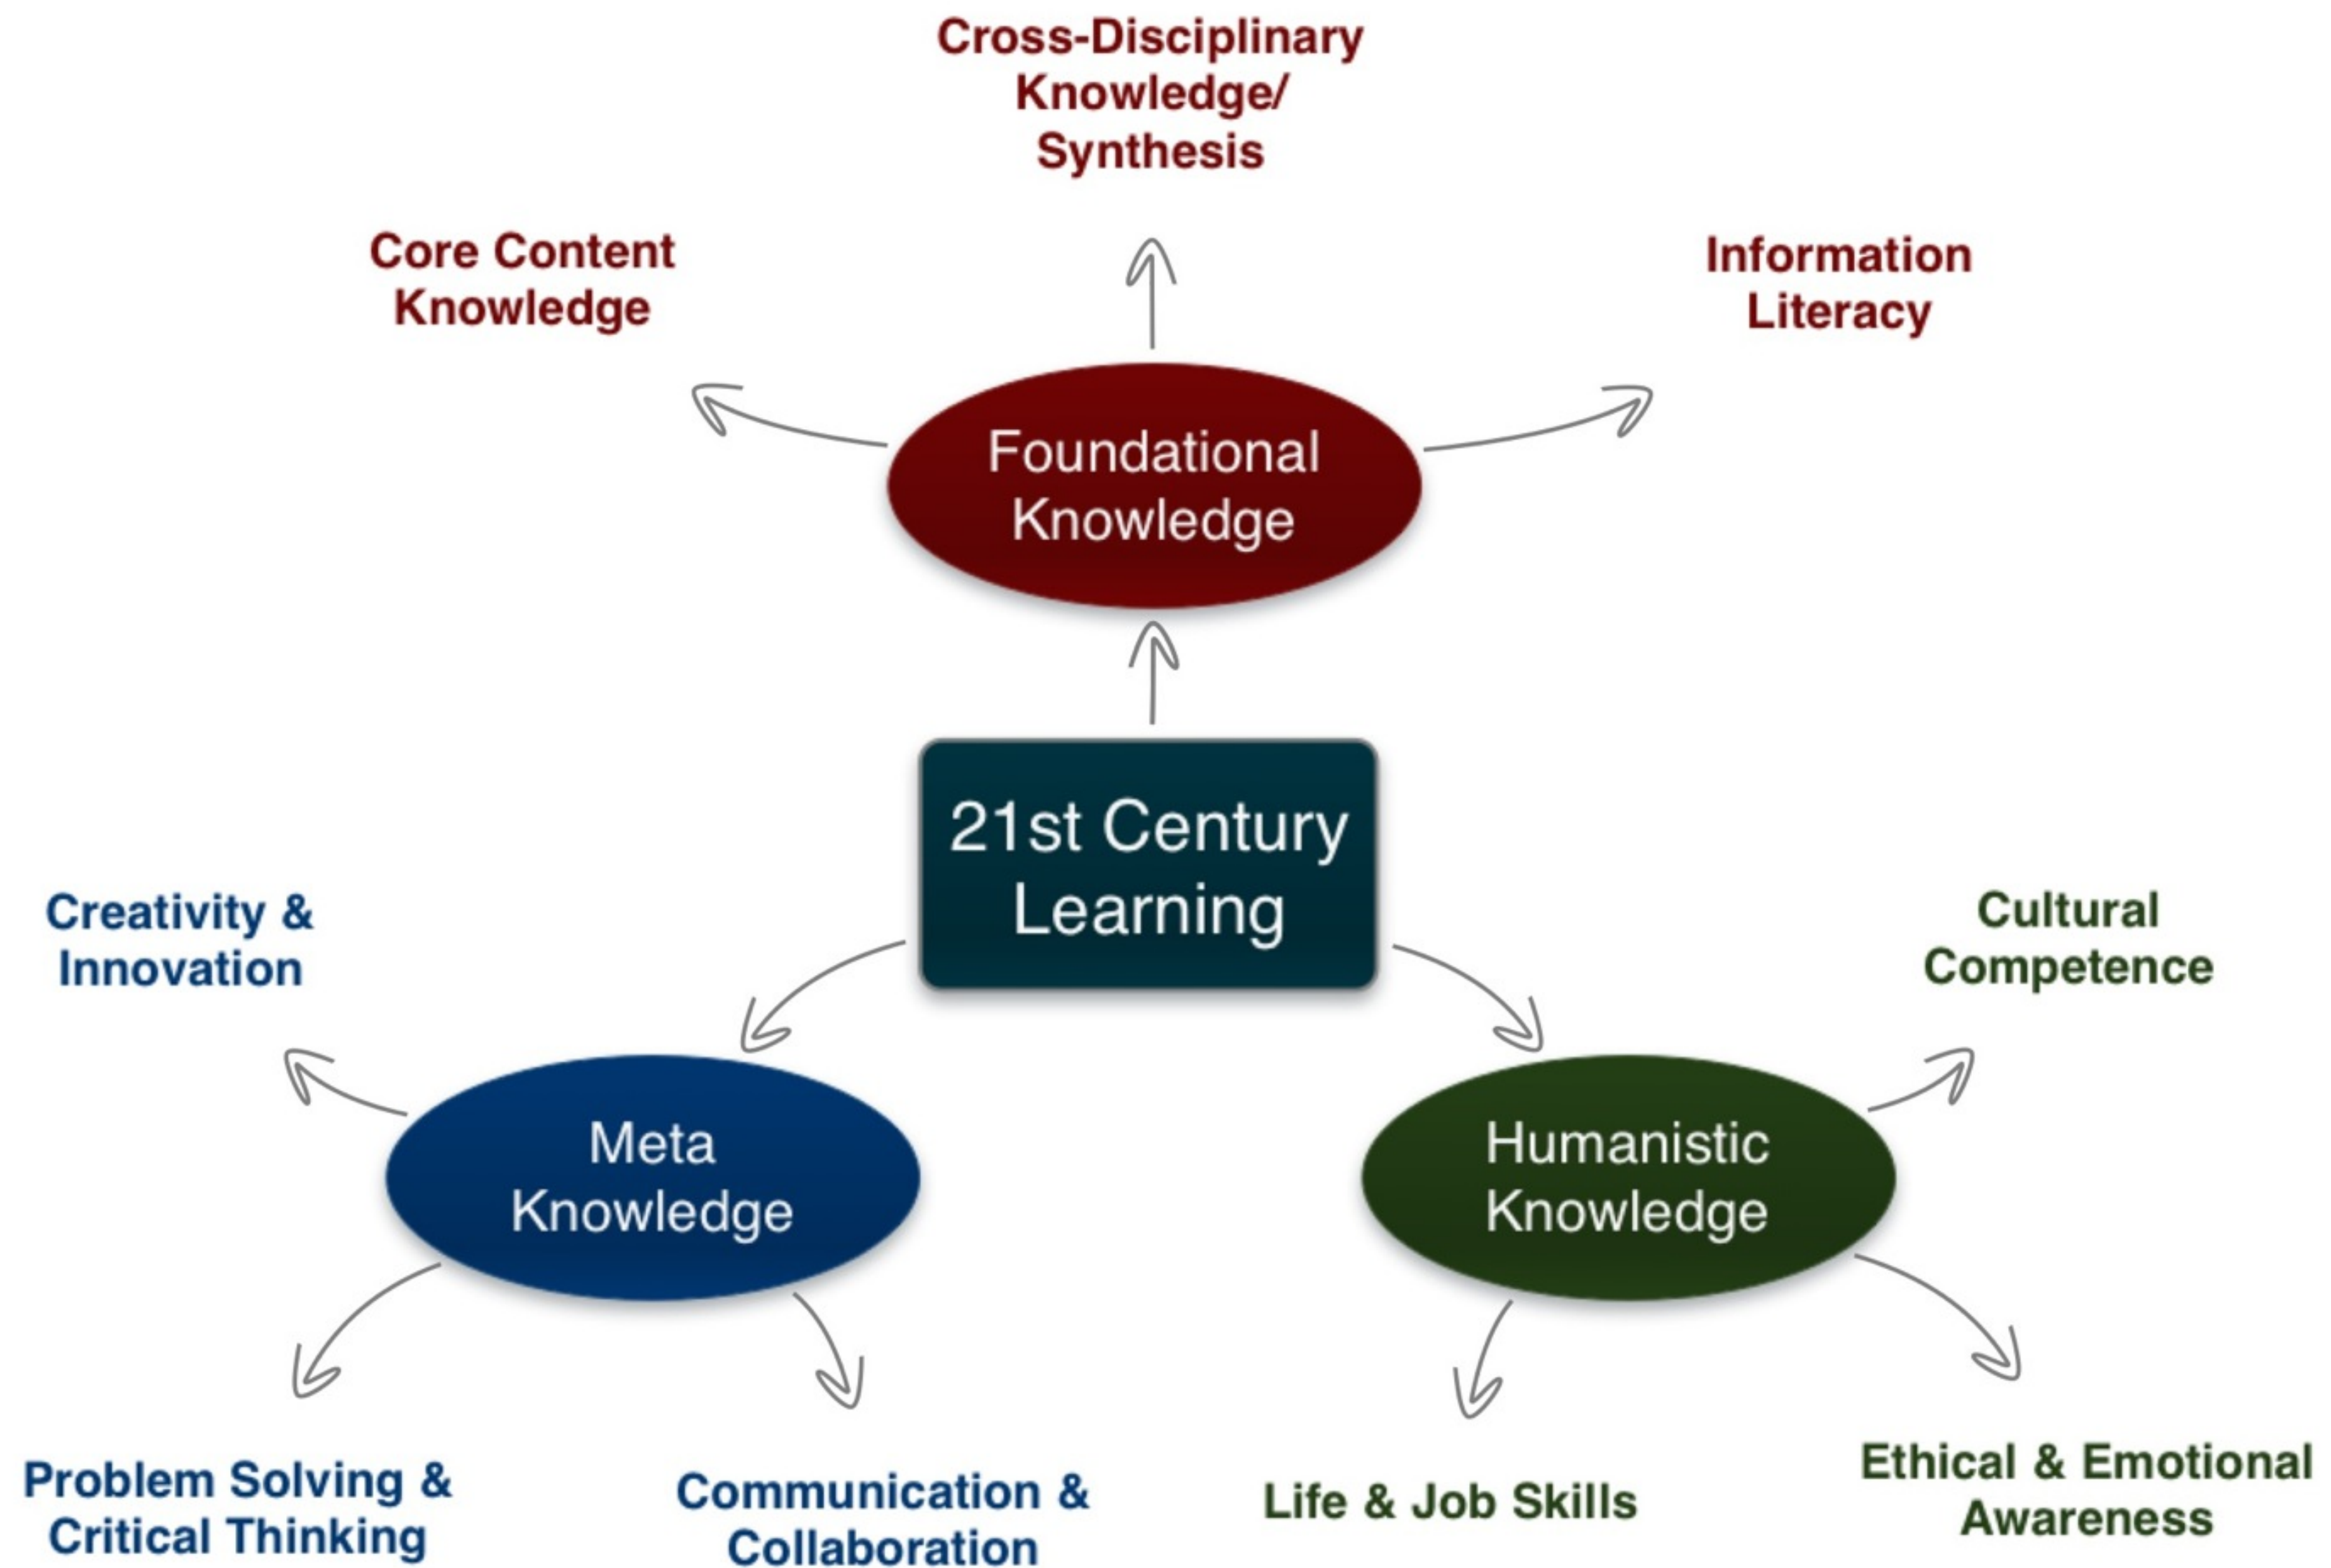 Cross-Disciplinary
Knowledge/
Synthesis
Core Content
Knowledge
Information
Literacy
Foundational
Knowledge
21st Century
Learning
Creativity &
Innovation
Cultural
Competence
Meta
Knowledge
Humanistic
Knowledge
Problem Solving &
Critical Thinking
Communication &
Collaboration
Life & Job Skills
Ethical & Emotional
Awareness